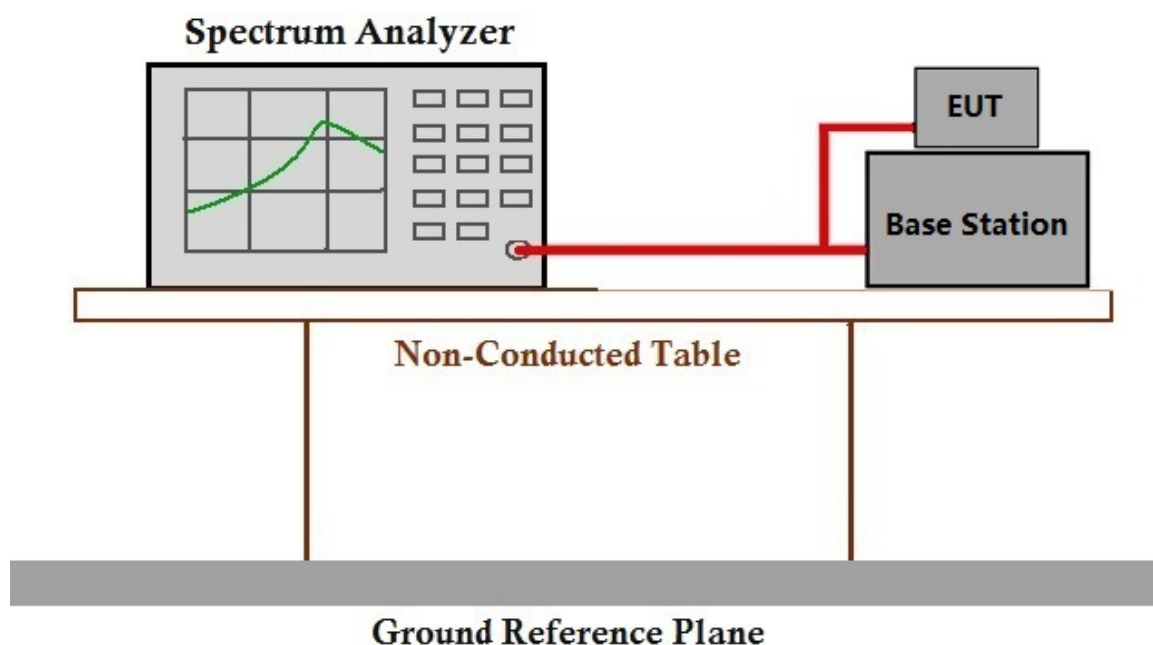 Spectrum Analyzer
EUT
Base Station
Non-Conducted Table
Ground Reference Plane